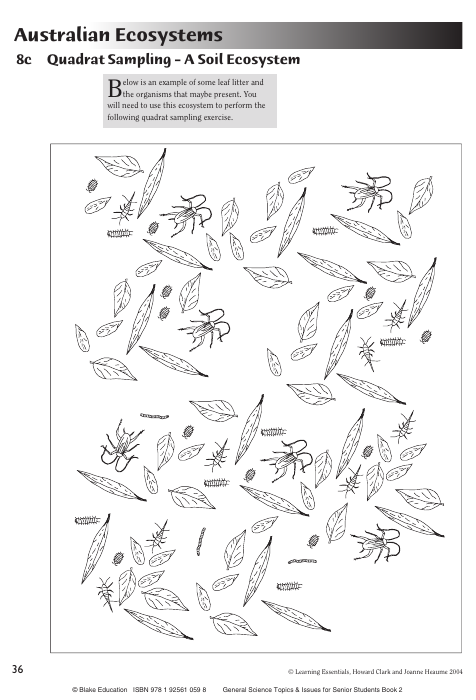 Australian Ecosystems
8c Quadrat Sampling – A Soil Ecosystem
Below is an example of some leaf litter and
the organisms that maybe present. You
will need to use this ecosystem to perform the
following quadrat sampling exercise.
36
© Learning Essentials, Howard Clark and Joanne Heaume 2004
© Blake Education ISBN 978 1 92561 059 8 General Science Topics & Issues for Senior Students Book 2